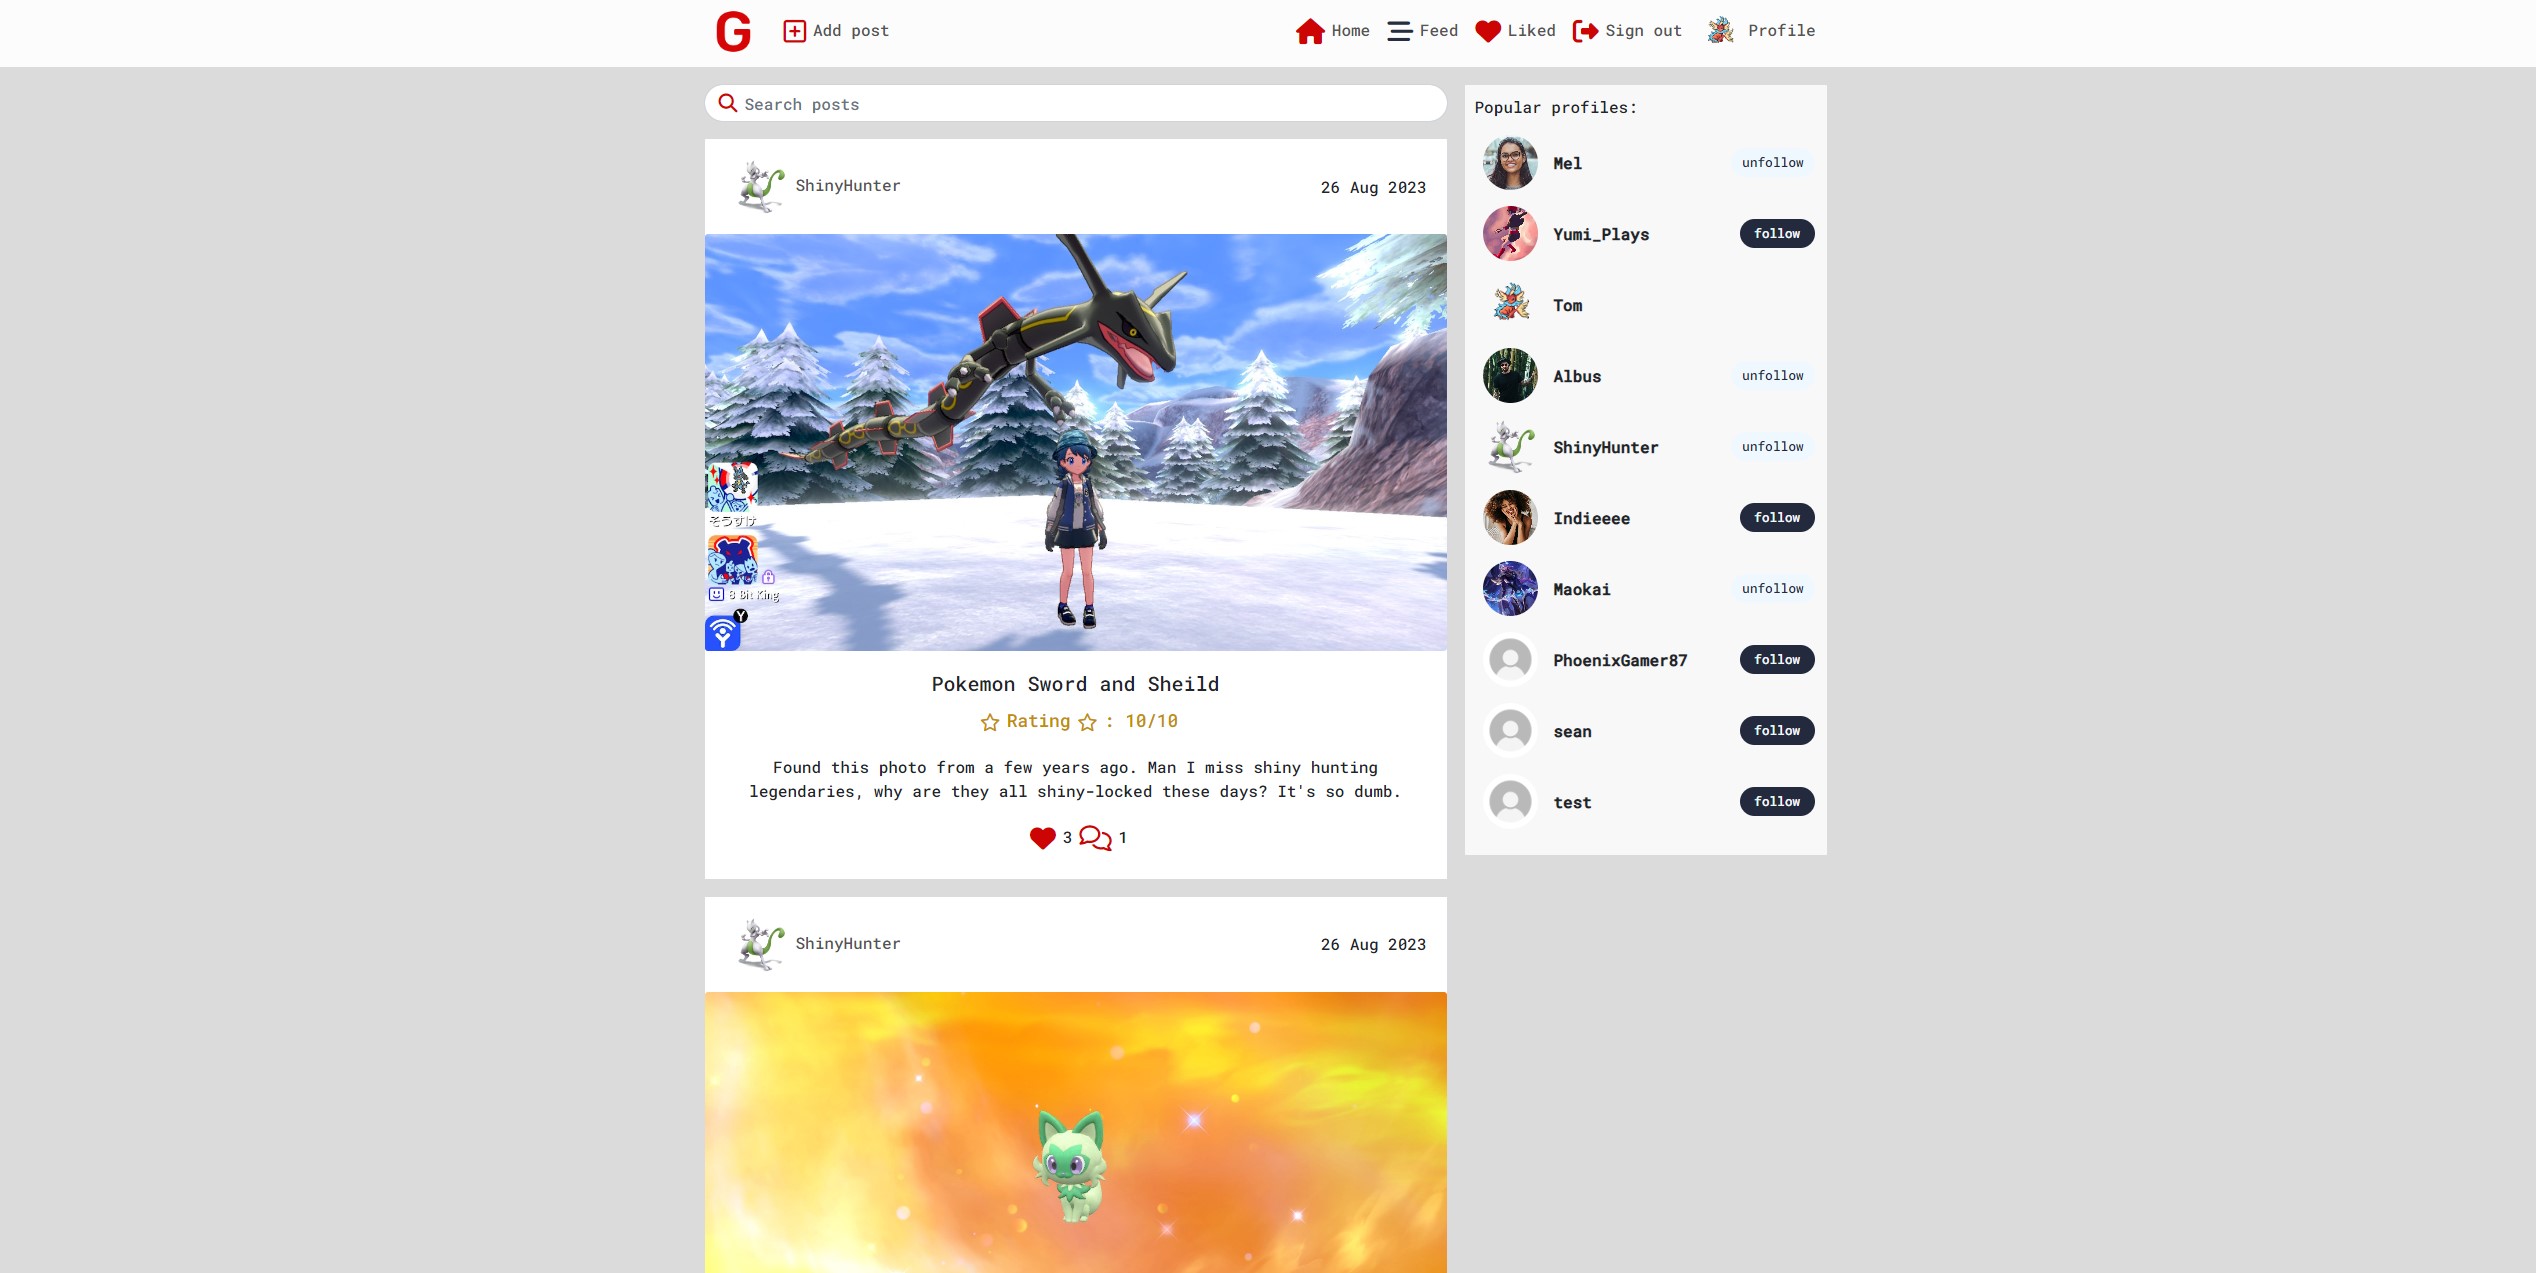 G
Add post
Home
Feed
Liked
Sign out
Profile
Search posts
ShinyHunter
26 Aug 2023
そうすけ
8 Bit King
Y
Pokemon Sword and Sheild
Rating : 10/10
Found this photo from a few years ago. Man I miss shiny hunting
legendaries, why are they all shiny-locked these days? It's so dumb.
3
1
ShinyHunter
26 Aug 2023
Popular profiles:
Mel
unfollow
Yumi_Plays
follow
Tom
Albus
unfollow
ShinyHunter
unfollow
Indieeee
follow
Maokai
unfollow
PhoenixGamer87
follow
sean
follow
test
follow